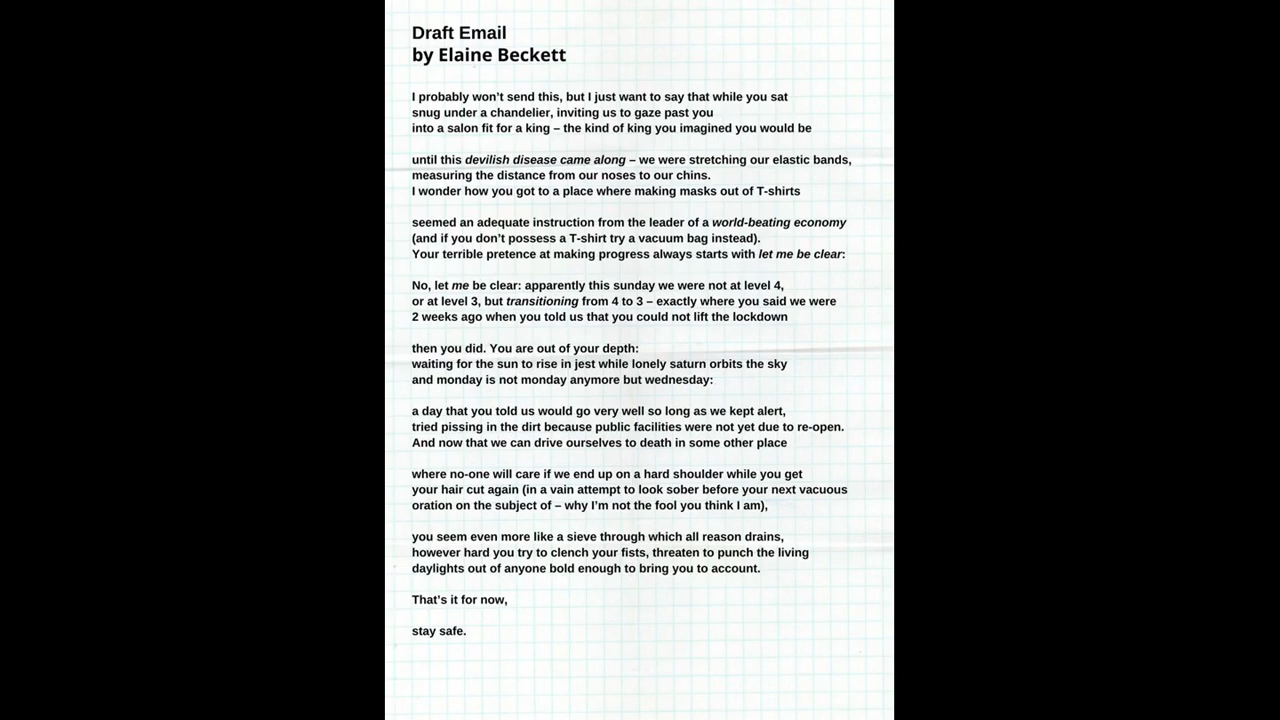 Draft Email
by Elaine Beckett
I probably won’t send this, but I just want to say that while you sat
snug under a chandelier, inviting us to gaze past you
into a salon fit for a king – the kind of king you imagined you would be
until this devilish disease came along – we were stretching our elastic bands,
measuring the distance from our noses to our chins.
I wonder how you got to a place where making masks out of T-shirts
seemed an adequate instruction from the leader of a world-beating economy
(and if you don’t possess a T-shirt try a vacuum bag instead).
Your terrible pretence at making progress always starts with let me be clear:
No, let me be clear: apparently this sunday we were not at level 4,
or at level 3, but transitioning from 4 to 3 – exactly where you said we were
2 weeks ago when you told us that you could not lift the lockdown
then you did. You are out of your depth:
waiting for the sun to rise in jest while lonely saturn orbits the sky
and monday is not monday anymore but wednesday:
a day that you told us would go very well so long as we kept alert,
tried pissing in the dirt because public facilities were not yet due to re-open.
And now that we can drive ourselves to death in some other place
where no-one will care if we end up on a hard shoulder while you get
your hair cut again (in a vain attempt to look sober before your next vacuous
oration on the subject of – why I’m not the fool you think I am),
you seem even more like a sieve through which all reason drains,
however hard you try to clench your fists, threaten to punch the living
daylights out of anyone bold enough to bring you to account.
That’s it for now,
stay safe.